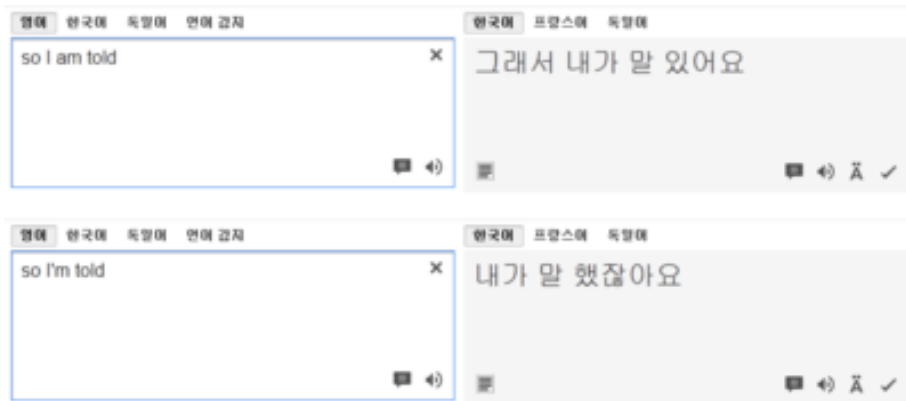 영어 한국어 독일어 언어 감지
한국어 프랑스어 독일어
so I am told
그래서 내가 말 있어요
Ä
영어 한국어 독일어 언어 감지
한국어 프랑스어 독일어
so I'm told
내가 말 했잖아요
Ä